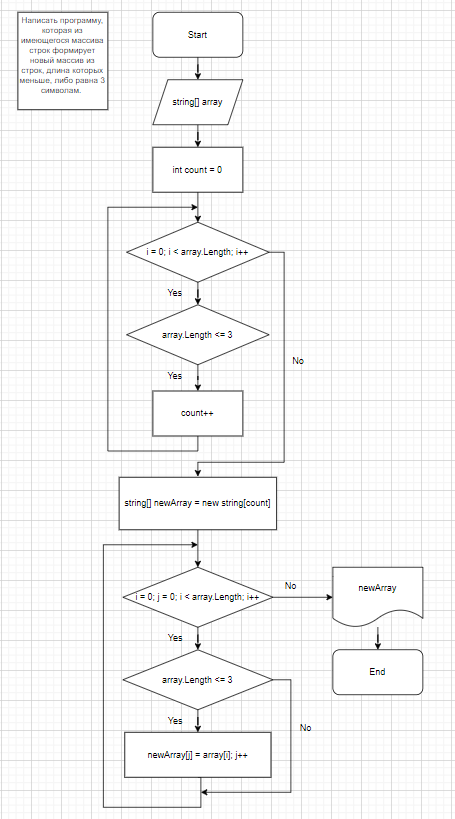 Написать программу,
которая из
имеющегося массива
строк формирует
новый массив из
строк, длина которых
меньше, либо равна 3
символам.
Start
string[] array
int count = 0
i = 0; i < array.Length; i++
Yes
array.Length <= 3
No
Yes
count++
string[] newArray = new string[count]
i = 0; j = 0; i < array.Length; i++
No
newArray
Yes
End
array.Length <= 3
Yes
No
newArray[j] = array[i]; j++